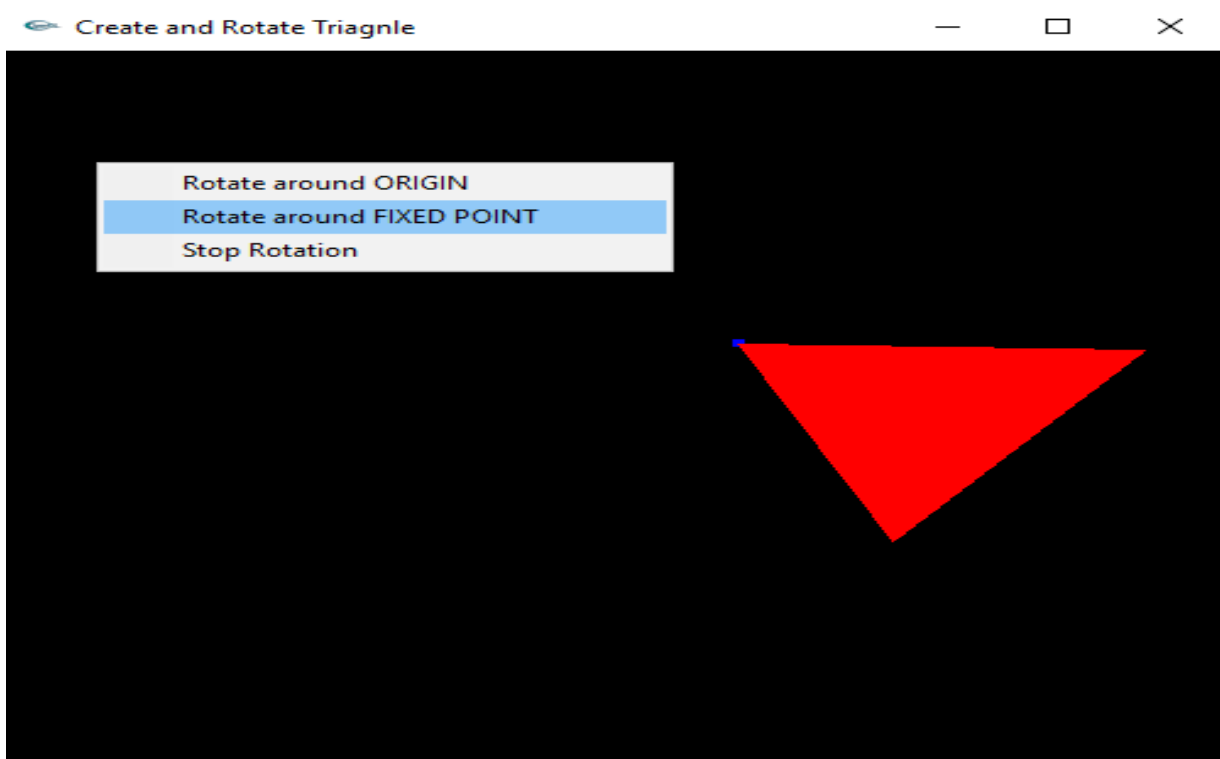 Create and Rotate Triagnle
Rotate around ORIGIN
Rotate around FIXED POINT
Stop Rotation